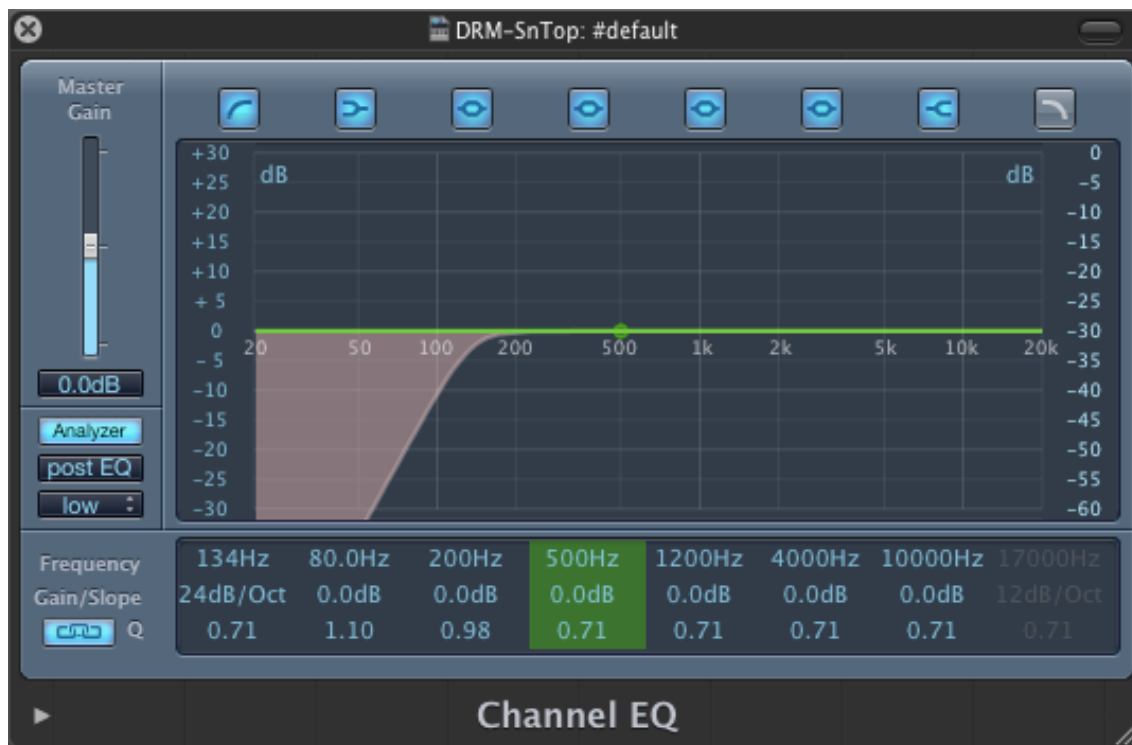 DRM-SnTop: #default
Master
Gain
+30
+25
+20
+15
+10
+ 5
0
- 5
-10
-15
-20
-25
-30
dB
dB
0
-5
-10
-15
-20
-25
-30
-35
-40
-45
-50
-55
-60
20 50 100 200 500 1k 2k 5k 10k 20k
0.0dB
Analyzer
post EQ
low
Frequency 134Hz 80.0Hz 200Hz 500Hz 1200Hz 4000Hz 10000Hz 17000Hz
Gain/Slope 24dB/Oct 0.0dB 0.0dB 0.0dB 0.0dB 0.0dB 0.0dB 12dB/Oct
Q 0.71 1.10 0.98 0.71 0.71 0.71 0.71 0.71
Channel EQ